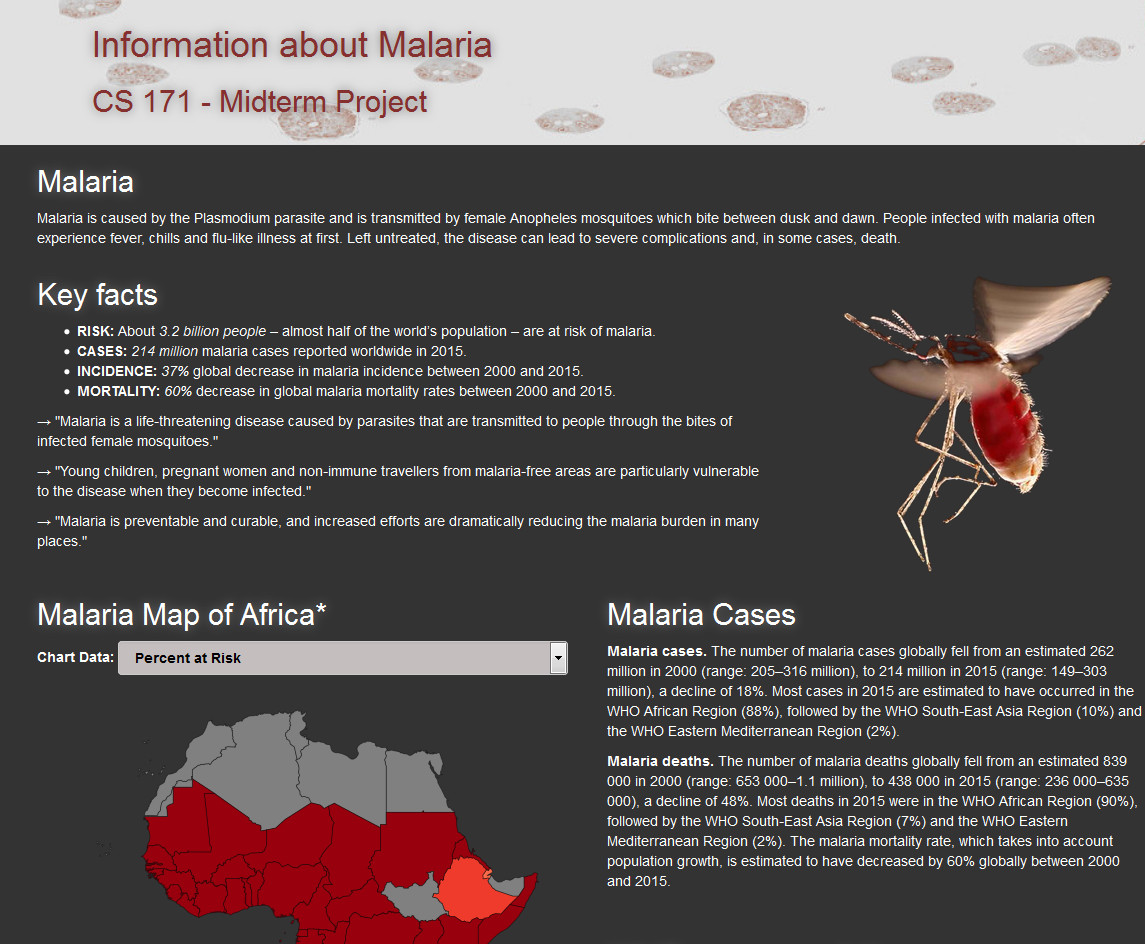 Information about Malaria
CS 171 - Midterm Project
Malaria
Malaria is caused by the Plasmodium parasite and is transmitted by female Anopheles mosquitoes which bite between dusk and dawn. People infected with malaria often
experience fever, chills and flu-like illness at first. Left untreated, the disease can lead to severe complications and, in some cases, death.
Key facts
• RISK: About 3.2 billion people – almost half of the world's population – are at risk of malaria.
• CASES: 214 million malaria cases reported worldwide in 2015.
• INCIDENCE: 37% global decrease in malaria incidence between 2000 and 2015.
• MORTALITY: 60% decrease in global malaria mortality rates between 2000 and 2015.
→ "Malaria is a life-threatening disease caused by parasites that are transmitted to people through the bites of
infected female mosquitoes."
→ "Young children, pregnant women and non-immune travellers from malaria-free areas are particularly vulnerable
to the disease when they become infected."
→ "Malaria is preventable and curable, and increased efforts are dramatically reducing the malaria burden in many
places."
Malaria Map of Africa*
Chart Data: Percent at Risk
Malaria Cases
Malaria cases. The number of malaria cases globally fell from an estimated 262
million in 2000 (range: 205–316 million), to 214 million in 2015 (range: 149–303
million), a decline of 18%. Most cases in 2015 are estimated to have occurred in the
WHO African Region (88%), followed by the WHO South-East Asia Region (10%) and
the WHO Eastern Mediterranean Region (2%).
Malaria deaths. The number of malaria deaths globally fell from an estimated 839
000 in 2000 (range: 653 000–1.1 million), to 438 000 in 2015 (range: 236 000–635
000), a decline of 48%. Most deaths in 2015 were in the WHO African Region (90%),
followed by the WHO South-East Asia Region (7%) and the WHO Eastern
Mediterranean Region (2%). The malaria mortality rate, which takes into account
population growth, is estimated to have decreased by 60% globally between 2000
and 2015.